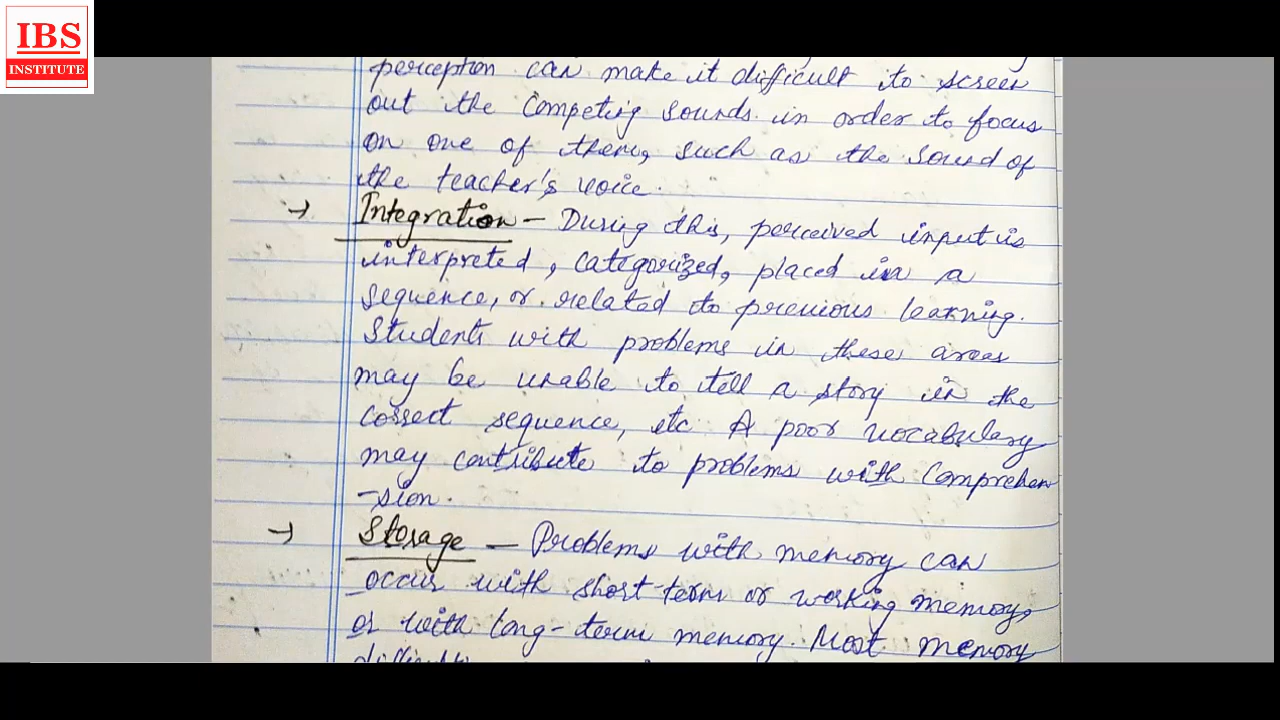 IBS
INSTITUTE
perception can make it difficult to screen
out the competing sounds in order to focus
on one of them, such as the sound of
the teacher's voice.
→ Integration – During this, perceived input is
interpreted, categorized, placed in a
sequence, or related to previous learning.
Students with problems in these areas
may be unable to tell a story in the
correct sequence, etc. A poor vocabulary
may contribute to problems with comprehen
-sion.
→ Storage – Problems with memory can
occur with short-term or working memory,
or with long-term memory. Most memory